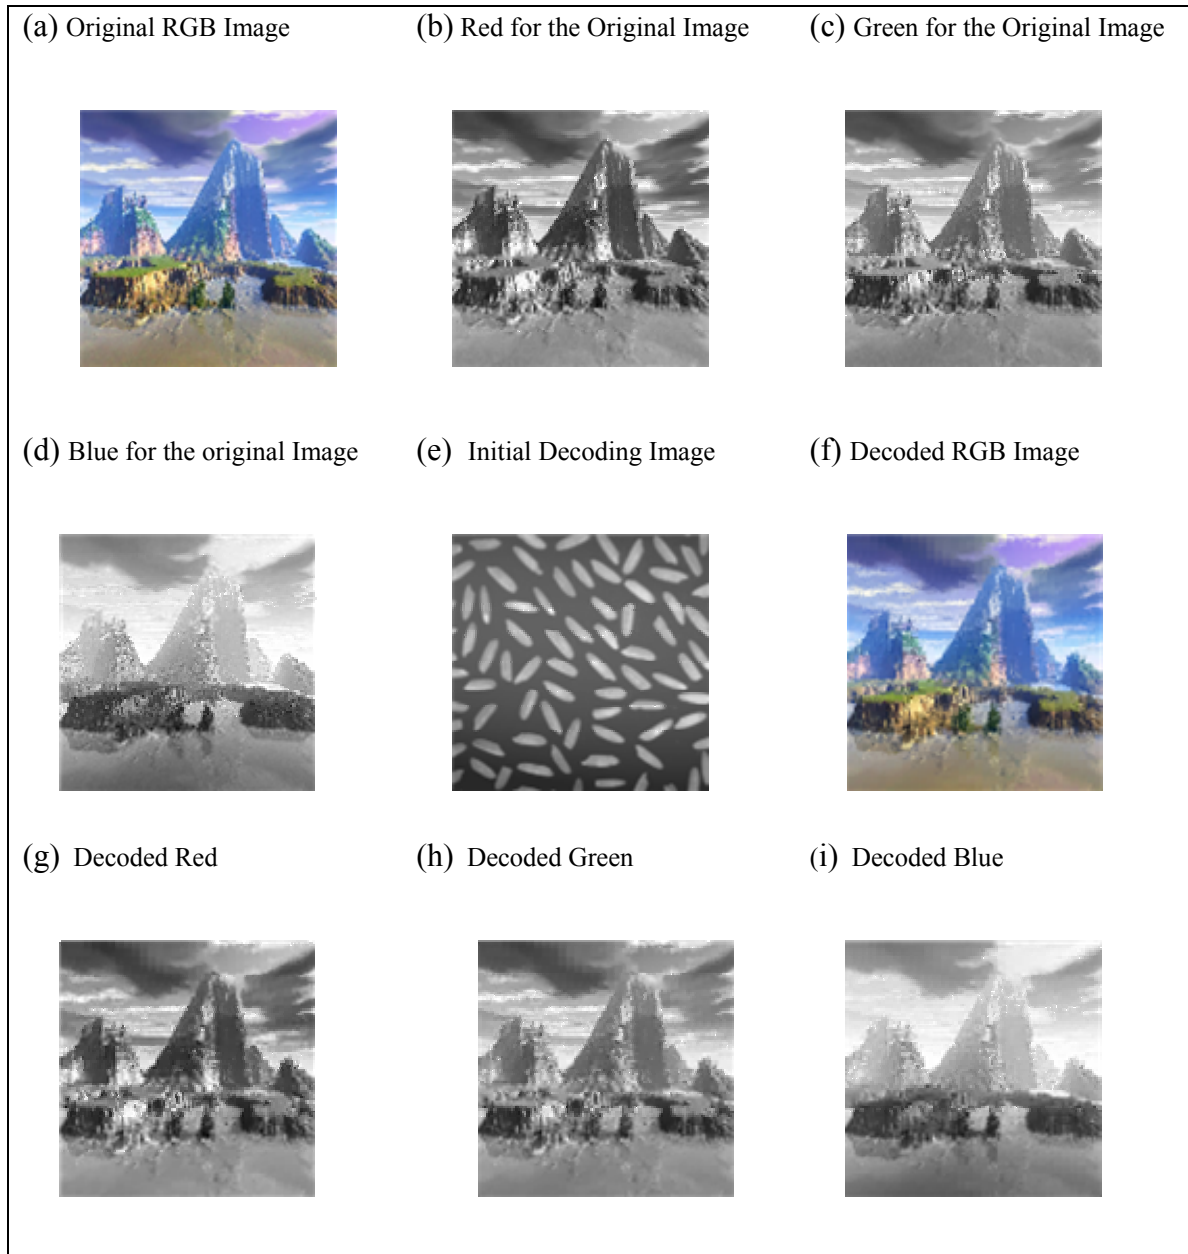 (a) Original RGB Image
(b) Red for the Original Image
(c) Green for the Original Image
(d) Blue for the original Image
(e) Initial Decoding Image
(f) Decoded RGB Image
(g) Decoded Red
(h) Decoded Green
(i) Decoded Blue